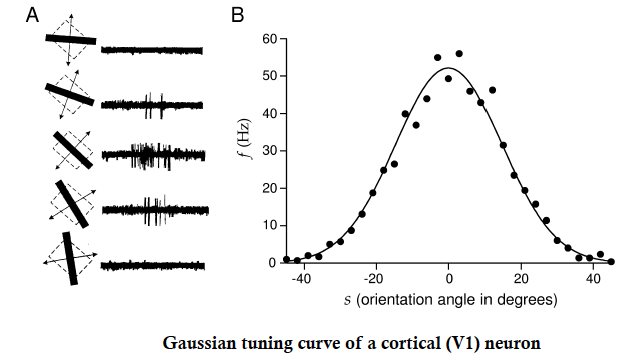 A
B
60
50
40
30
20
10
0
f (Hz)
-40
-20
0
20
40
s (orientation angle in degrees)
Gaussian tuning curve of a cortical (V1) neuron